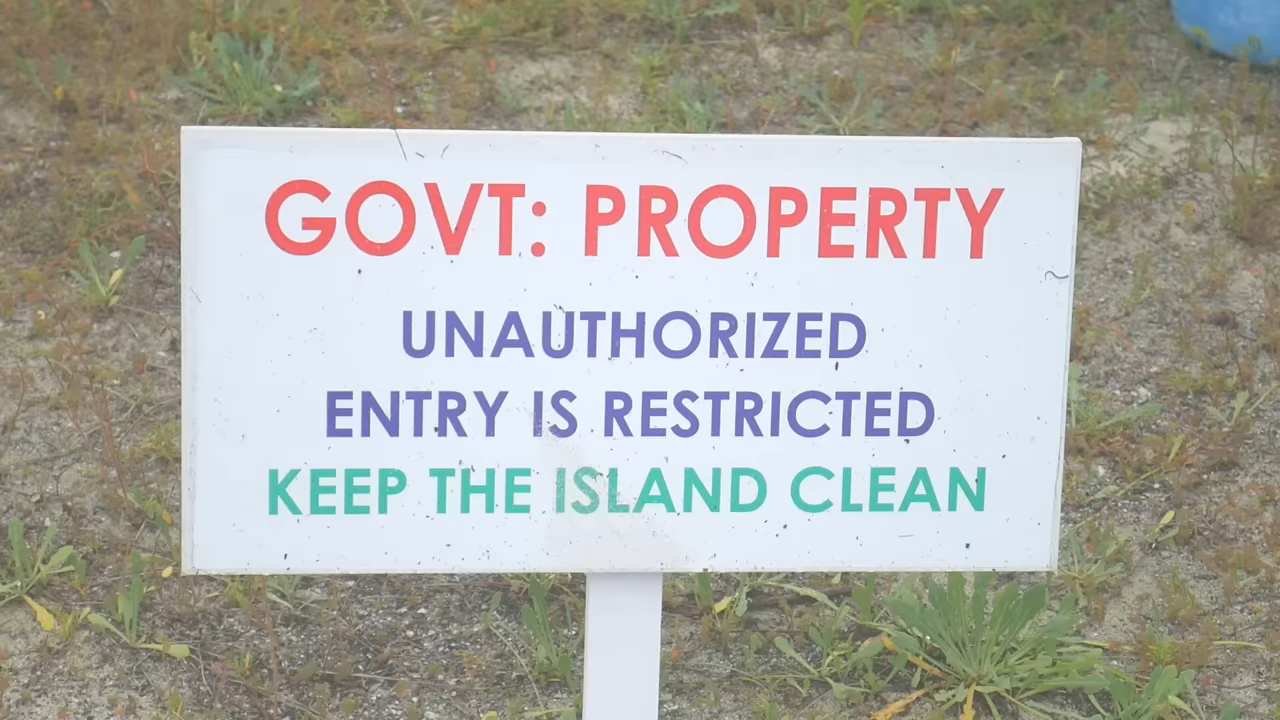 GOVT: PROPERTY
UNAUTHORIZED
ENTRY IS RESTRICTED
KEEP THE ISLAND CLEAN